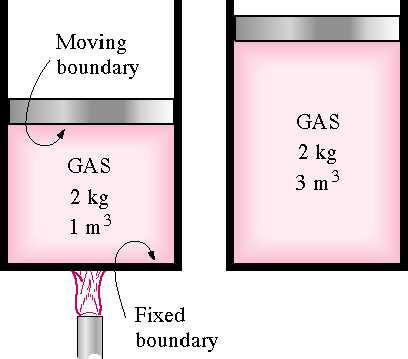 Moving
boundary
GAS
2 kg
1 m³
Fixed
boundary
GAS
2 kg
3 m³